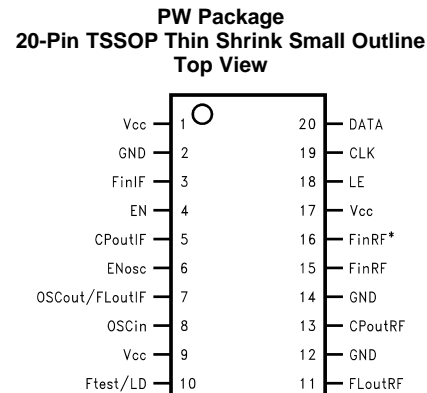 PW Package
20-Pin TSSOP Thin Shrink Small Outline
Top View
Vcc 1 20 DATA
GND 2 19 CLK
FinIF 3 18 LE
EN 4 17 Vcc
CPoutIF 5 16 FinRF*
ENosc 6 15 FinRF
OSCout/FLoutIF 7 14 GND
OSCin 8 13 CPoutRF
Vcc 9 12 GND
Ftest/LD 10 11 FLoutRF